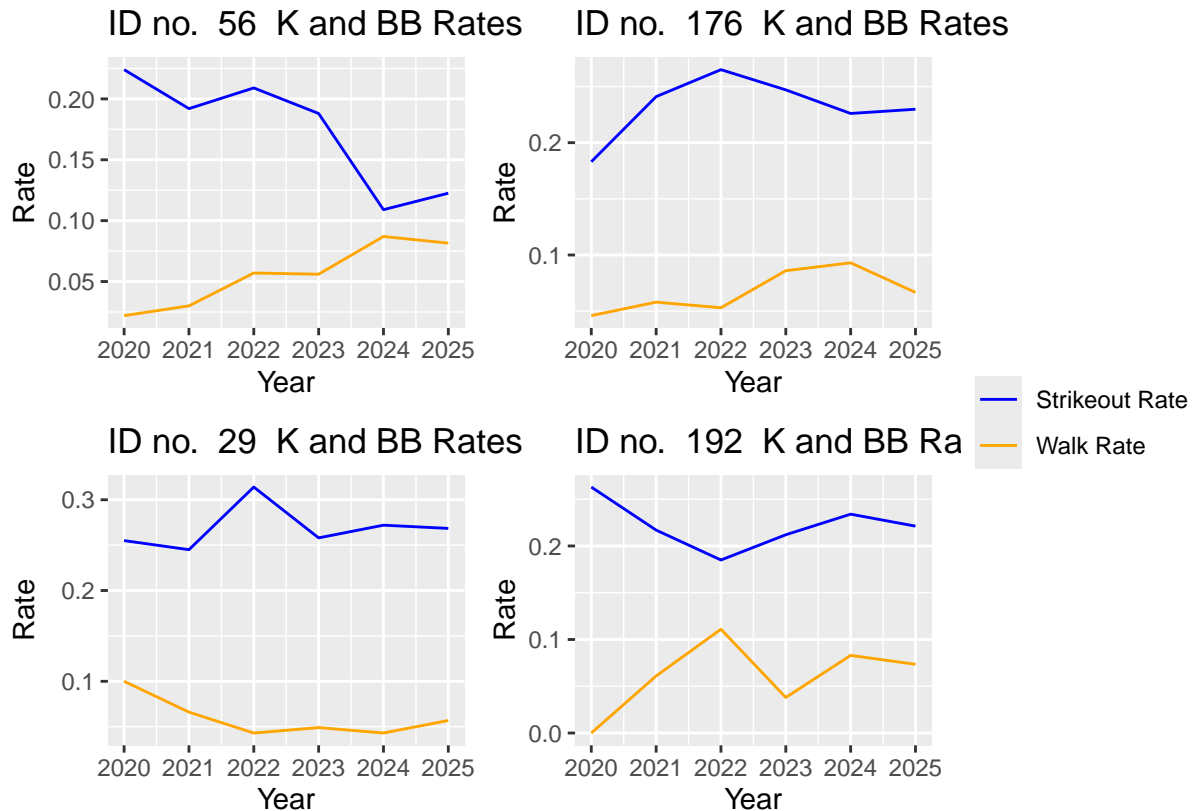 ID no.  56  K and BB Rates
Rate
0.20
0.15
0.10
0.05
2020 2021 2022 2023 2024 2025
Year
ID no.  176  K and BB Rates
Rate
0.2
0.1
2020 2021 2022 2023 2024 2025
Year
ID no.  29  K and BB Rates
Rate
0.3
0.2
0.1
2020 2021 2022 2023 2024 2025
Year
ID no.  192  K and BB Ra
Rate
0.2
0.1
0.0
2020 2021 2022 2023 2024 2025
Year
Strikeout Rate
Walk Rate